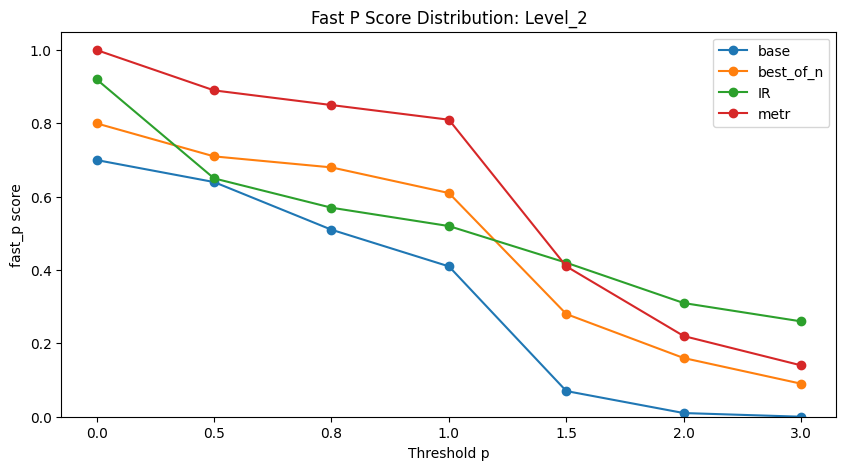 Fast P Score Distribution: Level_2
fast_p score
1.0
0.8
0.6
0.4
0.2
0.0
base
best_of_n
IR
metr
0.0 0.5 0.8 1.0 1.5 2.0 3.0
Threshold p